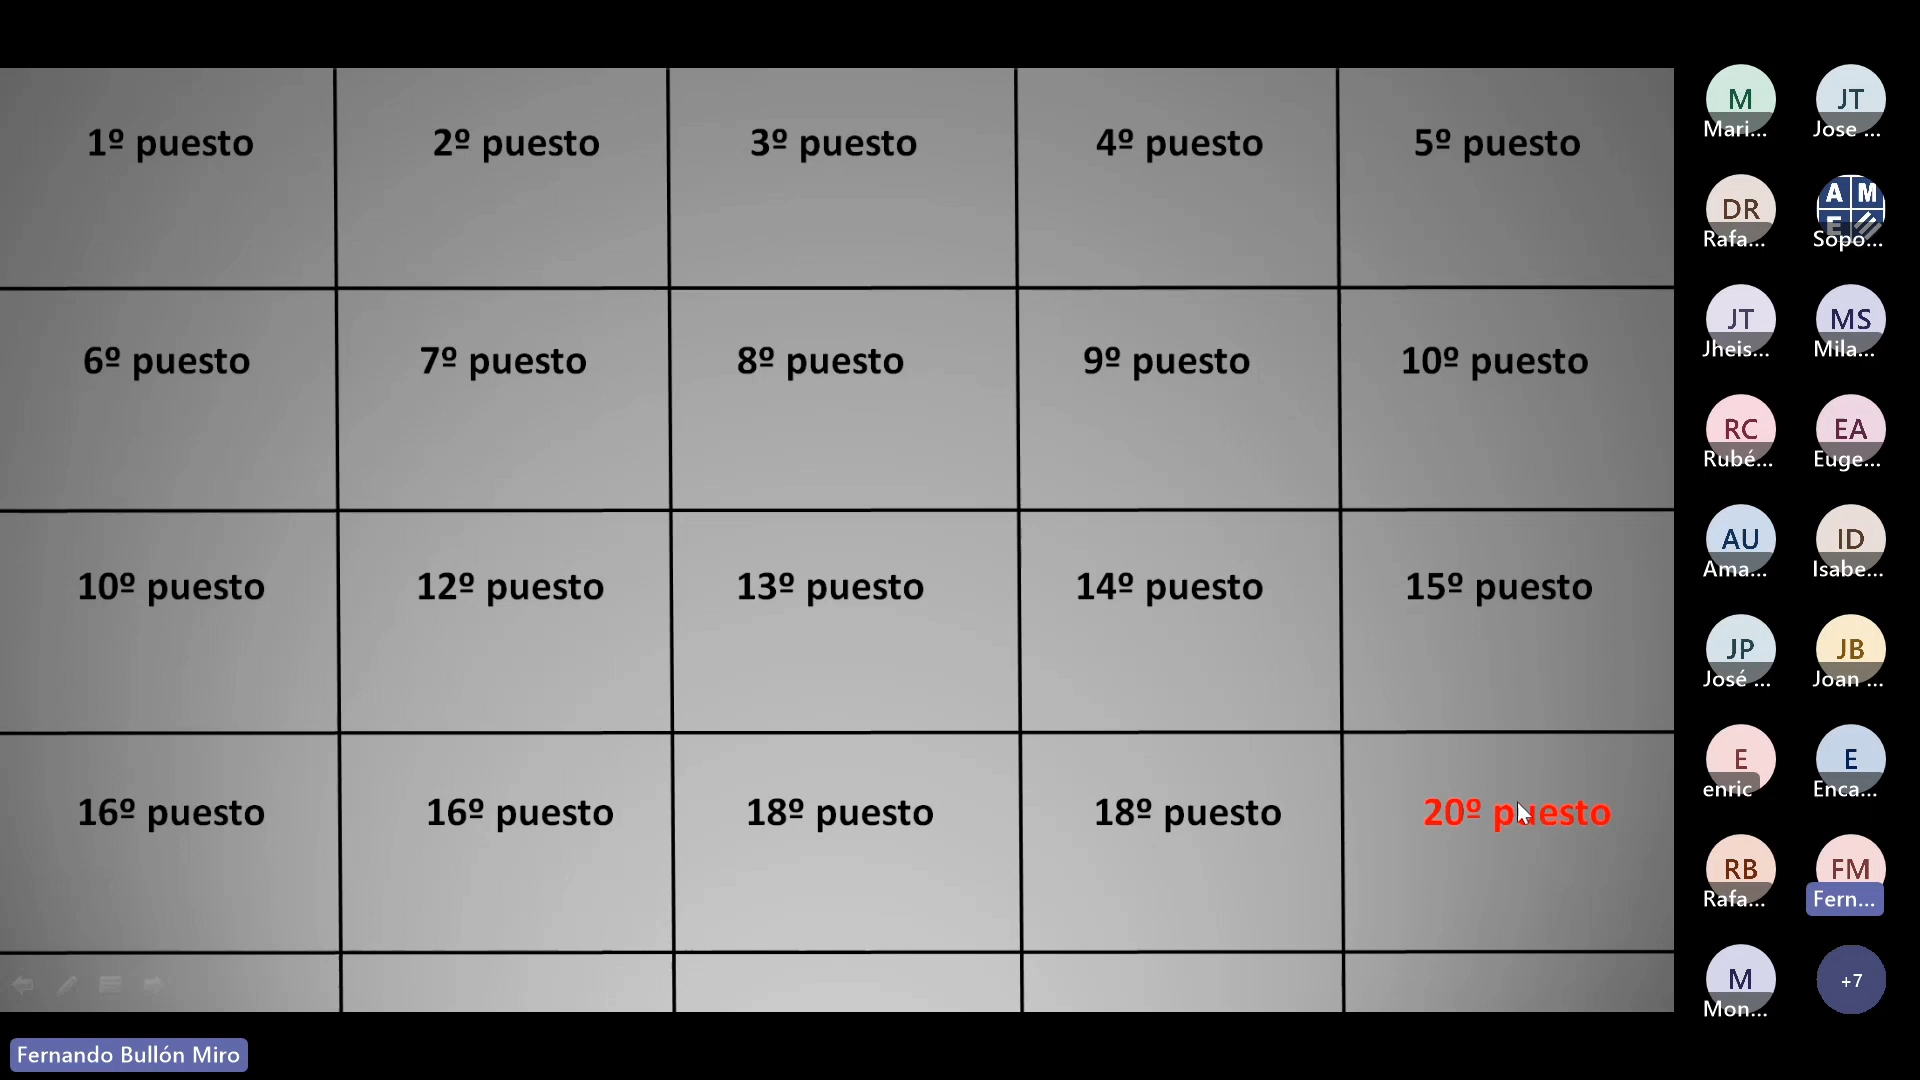 1º puesto
2º puesto
3º puesto
4º puesto
5º puesto
6º puesto
7º puesto
8º puesto
9º puesto
10º puesto
10º puesto
12º puesto
13º puesto
14º puesto
15º puesto
16º puesto
16º puesto
18º puesto
18º puesto
20º puesto
M
Mari...
JT
Jose ...
DR
Rafa...
A M
E
Sopo...
JT
Jheis...
MS
Mila...
RC
Rubé...
EA
Euge...
AU
Ama...
ID
Isabe...
JP
José ...
JB
Joan ...
E
enric
E
Enca...
RB
Rafa...
FM
Fern...
M
Mon...
+7
Fernando Bullón Miro